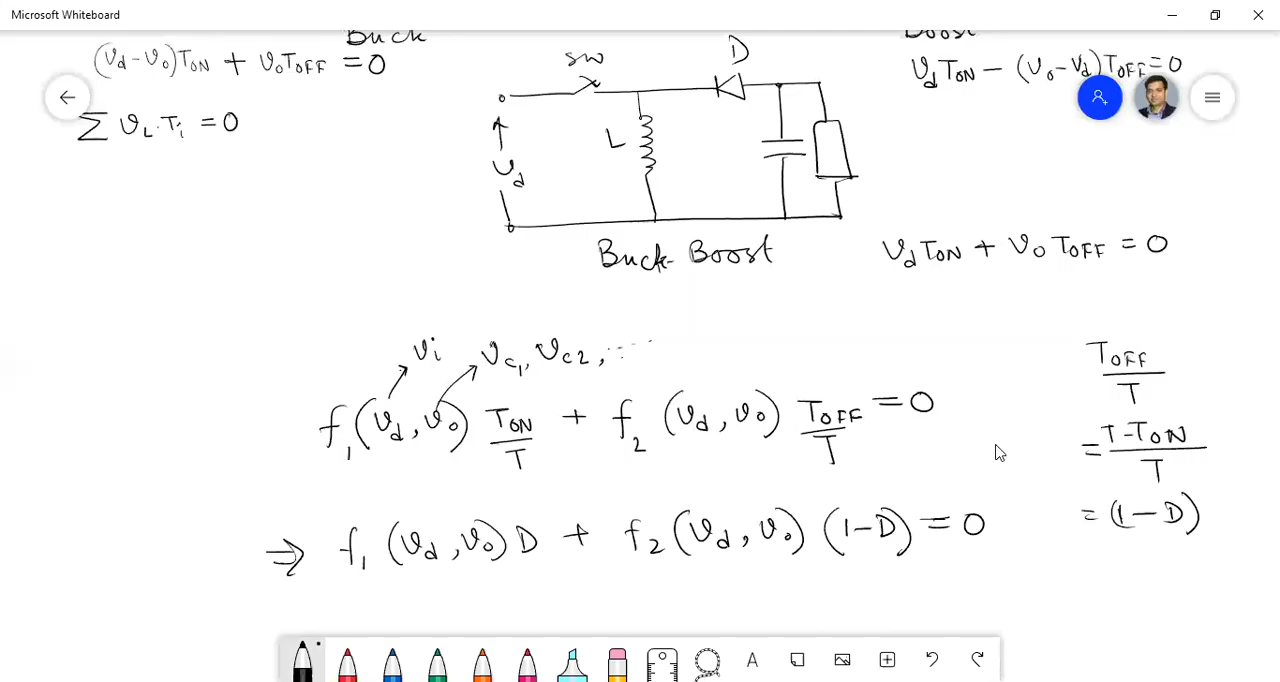 Microsoft Whiteboard
Buck
Boost
(Vd - Vo) TON + VO TOFF = 0
Vd TON - (Vo - Vd) TOFF = 0
Σ VL . Ti = 0
SW
D
L
Vd
Buck-Boost
Vd TON + VO TOFF = 0
Vi
Vc1, Vc2, ....
f1 (Vd, Vo) TON/T + f2 (Vd, Vo) TOFF/T = 0
TOFF/T
= T-TON/T
= (1-D)
⇒ f1 (Vd, Vo) D + f2 (Vd, Vo) (1-D) = 0
A